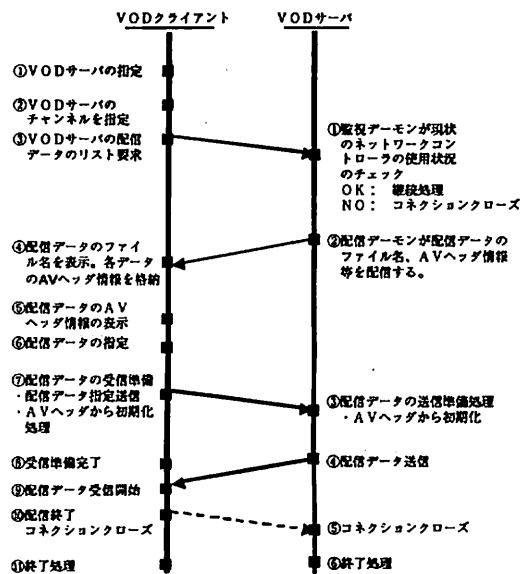 VODクライアント
VODサーバ
①VODサーバの指定
②VODサーバの
チャンネルを指定
③VODサーバの配信
データのリスト要求
④配信データのファイ
ル名を表示。各データ
のAVヘッダ情報を格納
⑤配信データのAV
ヘッダ情報の表示
⑥配信データの指定
⑦配信データの受信準備
・配信データ指定送信
・AVヘッダから初期化
処理
⑧受信準備完了
⑨配信データ受信開始
⑩配信終了
コネクションクローズ
⑪終了処理
①監視デーモンが現状
のネットワークコン
トローラの使用状況
のチェック
OK: 継続処理
NO: コネクションクローズ
②配信デーモンが配信データの
ファイル名、AVヘッダ情報
等を配信する。
③配信データの送信準備処理
・AVヘッダから初期化
④配信データ送信
⑤コネクションクローズ
⑥終了処理